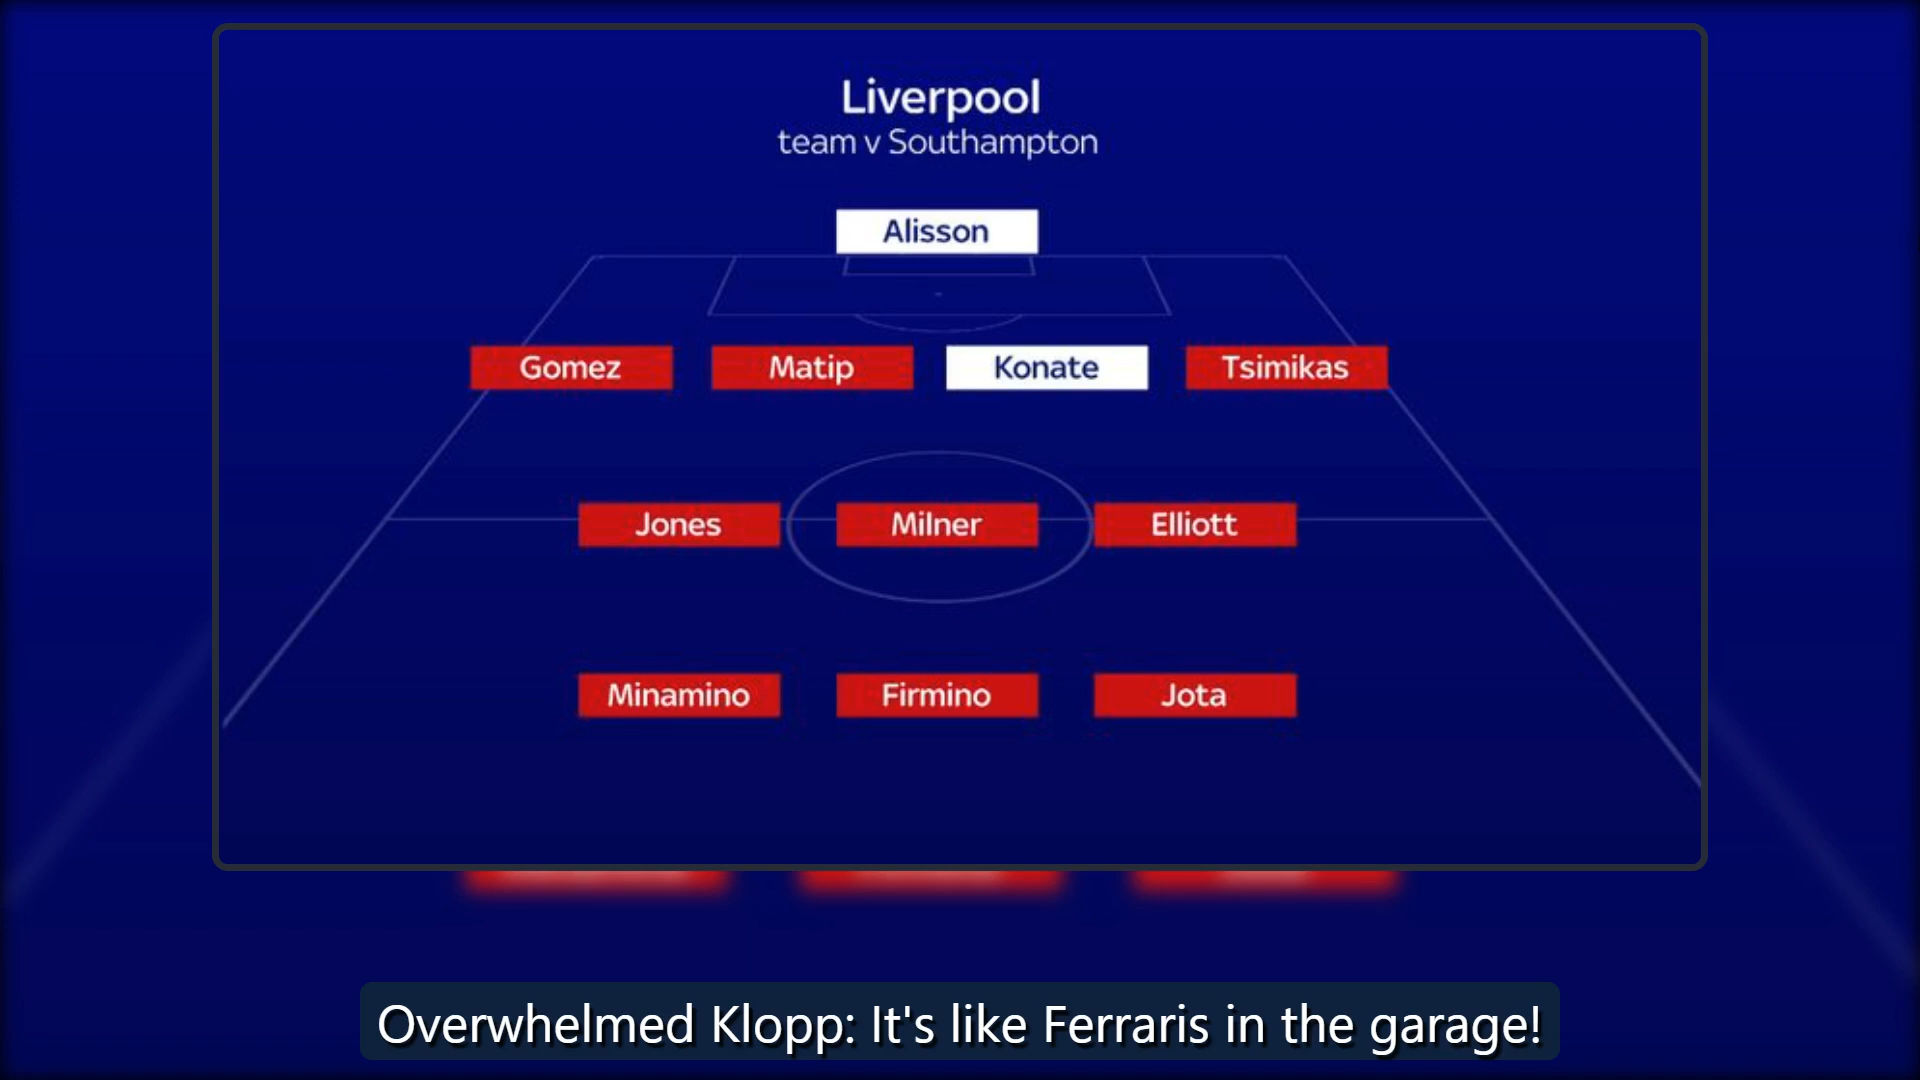 Liverpool
team v Southampton
Alisson
Gomez Matip Konate Tsimikas
Jones Milner Elliott
Minamino Firmino Jota
Overwhelmed Klopp: It's like Ferraris in the garage!